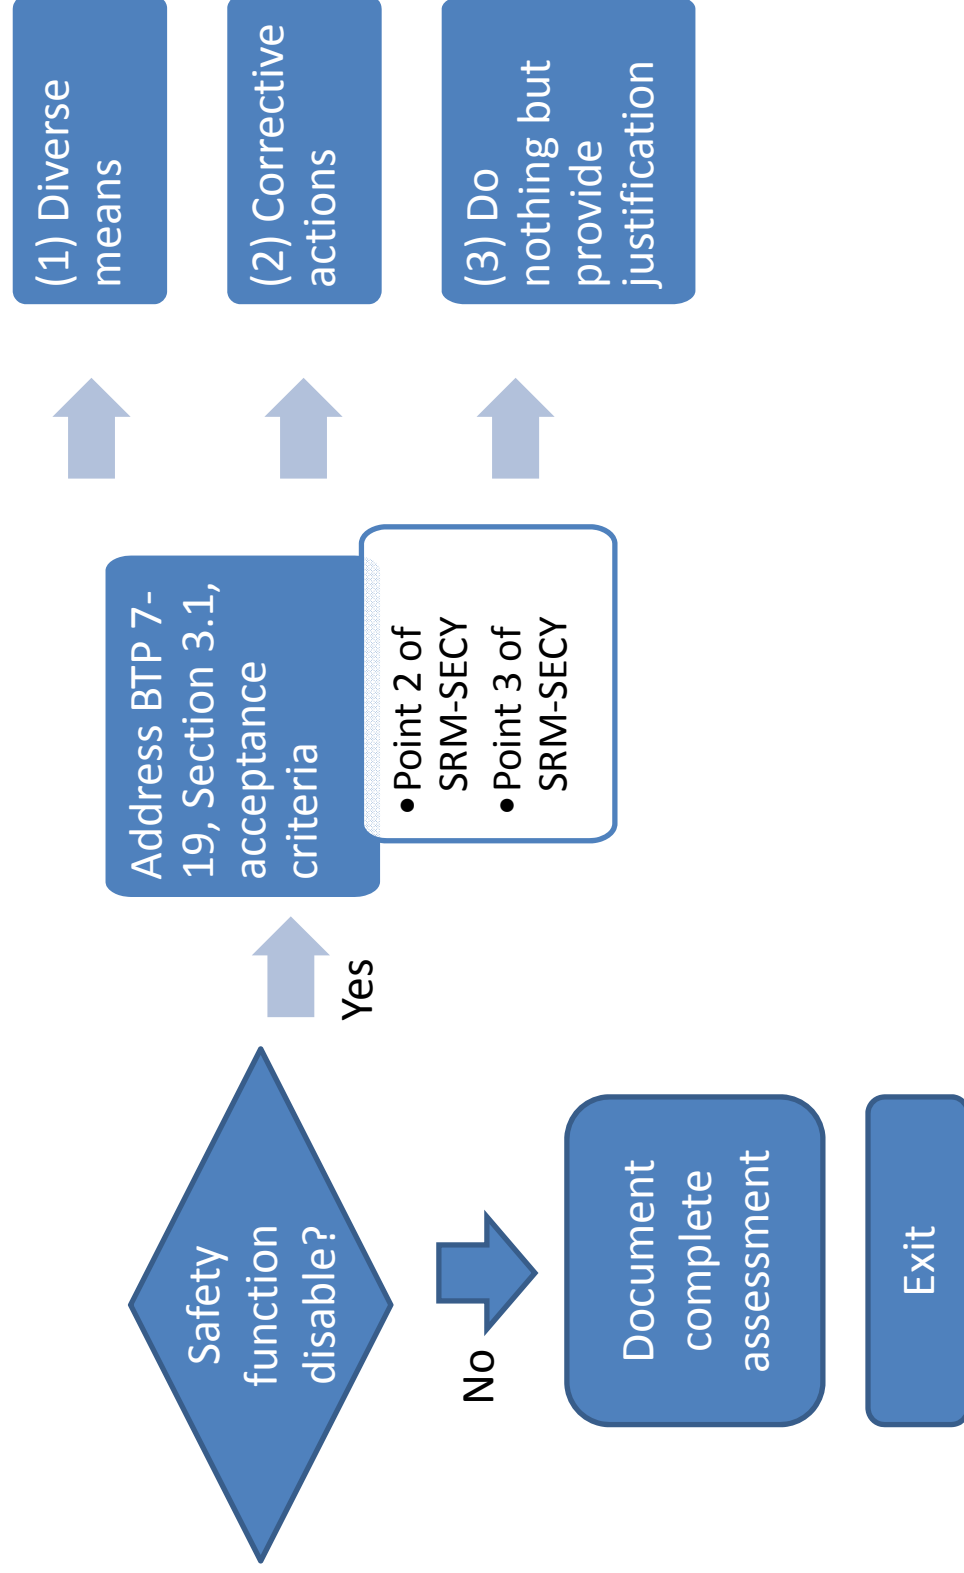 Safety
function
disable?
Yes
No
Document
complete
assessment
Exit
Address BTP 7-
19, Section 3.1,
acceptance
criteria
•Point 2 of
SRM-SECY
•Point 3 of
SRM-SECY
(1) Diverse
means
(2) Corrective
actions
(3) Do
nothing but
provide
justification